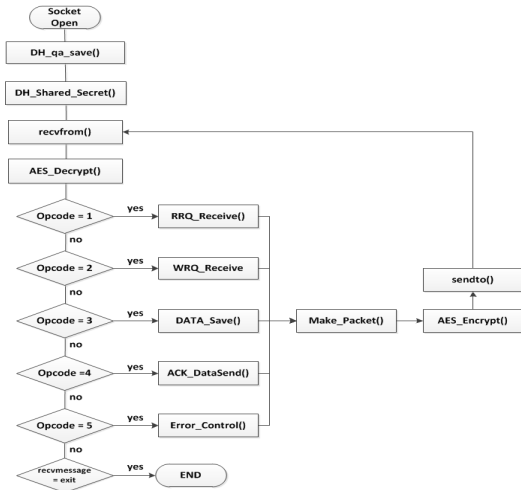 Socket
Open
DH_qa_save()
DH_Shared_Secret()
recvfrom()
AES_Decrypt()
Opcode = 1
yes
RRQ_Receive()
no
Opcode = 2
yes
WRQ_Receive
sendto()
no
Opcode = 3
yes
DATA_Save()
Make_Packet()
AES_Encrypt()
no
Opcode =4
yes
ACK_DataSend()
no
Opcode = 5
yes
Error_Control()
no
recvmessage
= exit
yes
END